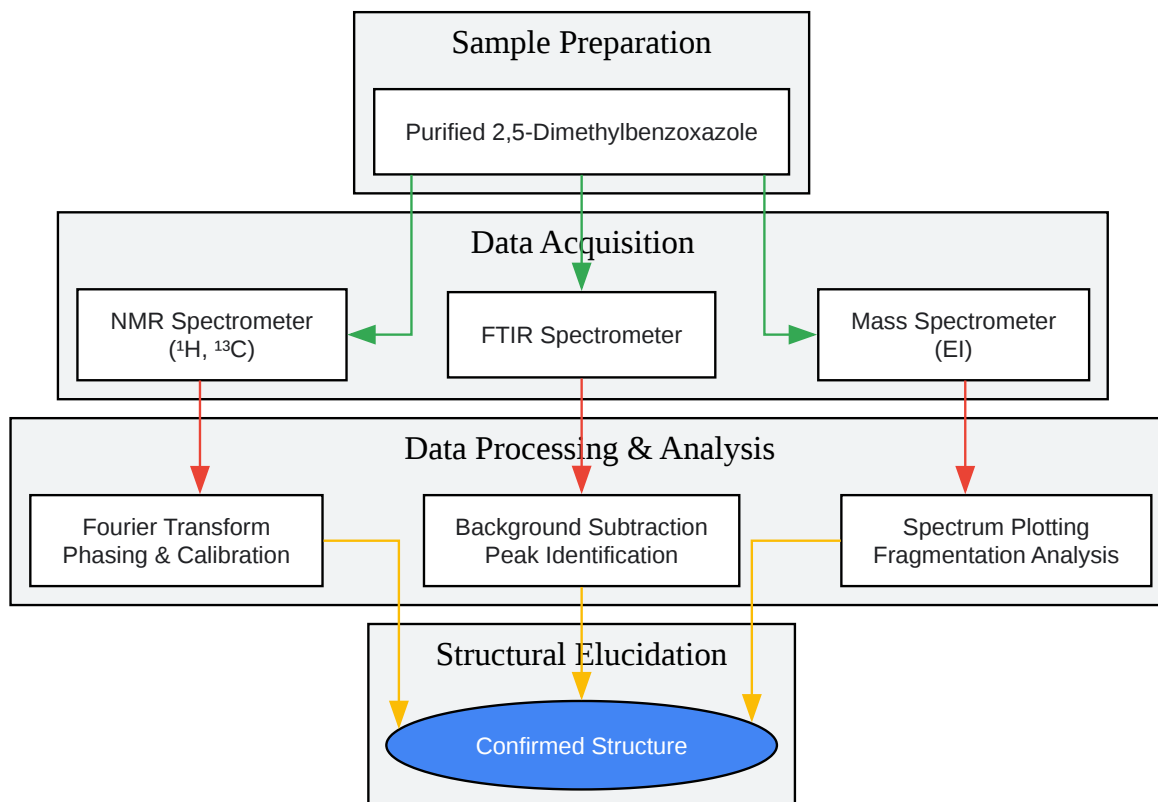 Sample Preparation
Purified 2,5-Dimethylbenzoxazole
Data Acquisition
NMR Spectrometer
(¹H, ¹³C)
FTIR Spectrometer
Mass Spectrometer
(EI)
Data Processing & Analysis
Fourier Transform
Phasing & Calibration
Background Subtraction
Peak Identification
Spectrum Plotting
Fragmentation Analysis
Structural Elucidation
Confirmed Structure